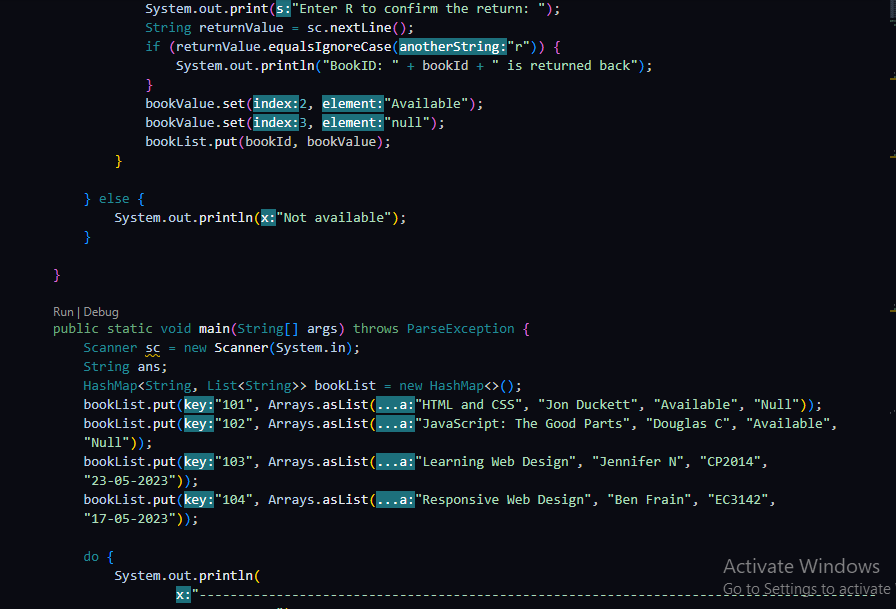 System.out.print(s:"Enter R to confirm the return: ");
String returnValue = sc.nextLine();
if (returnValue.equalsIgnoreCase(anotherString:"r")) {
System.out.println("BookID: " + bookId + " is returned back");
}
bookValue.set(index:2, element:"Available");
bookValue.set(index:3, element:"null");
bookList.put(bookId, bookValue);
}
} else {
System.out.println(x:"Not available");
}
}
Run | Debug
public static void main(String[] args) throws ParseException {
Scanner sc = new Scanner(System.in);
String ans;
HashMap<String, List<String>> bookList = new HashMap<>();
bookList.put(key:"101", Arrays.asList(...a:"HTML and CSS", "Jon Duckett", "Available", "Null"));
bookList.put(key:"102", Arrays.asList(...a:"JavaScript: The Good Parts", "Douglas C", "Available",
"Null"));
bookList.put(key:"103", Arrays.asList(...a:"Learning Web Design", "Jennifer N", "CP2014",
"23-05-2023"));
bookList.put(key:"104", Arrays.asList(...a:"Responsive Web Design", "Ben Frain", "EC3142",
"17-05-2023"));
do {
System.out.println(
x:"--------------------------------------------------------------------------------------
Activate Windows
Go to Settings to activate